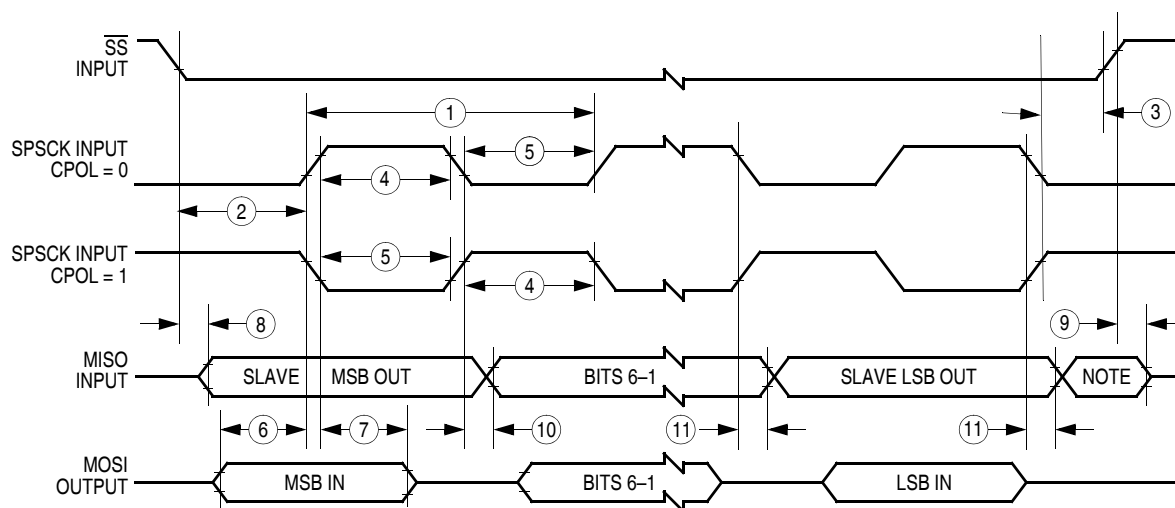 SS
INPUT
1
3
SPSCK INPUT
CPOL = 0
5
4
2
SPSCK INPUT
CPOL = 1
5
4
8
9
MISO
INPUT
SLAVE MSB OUT
BITS 6–1
SLAVE LSB OUT
NOTE
6
7
10
11
11
MOSI
OUTPUT
MSB IN
BITS 6–1
LSB IN